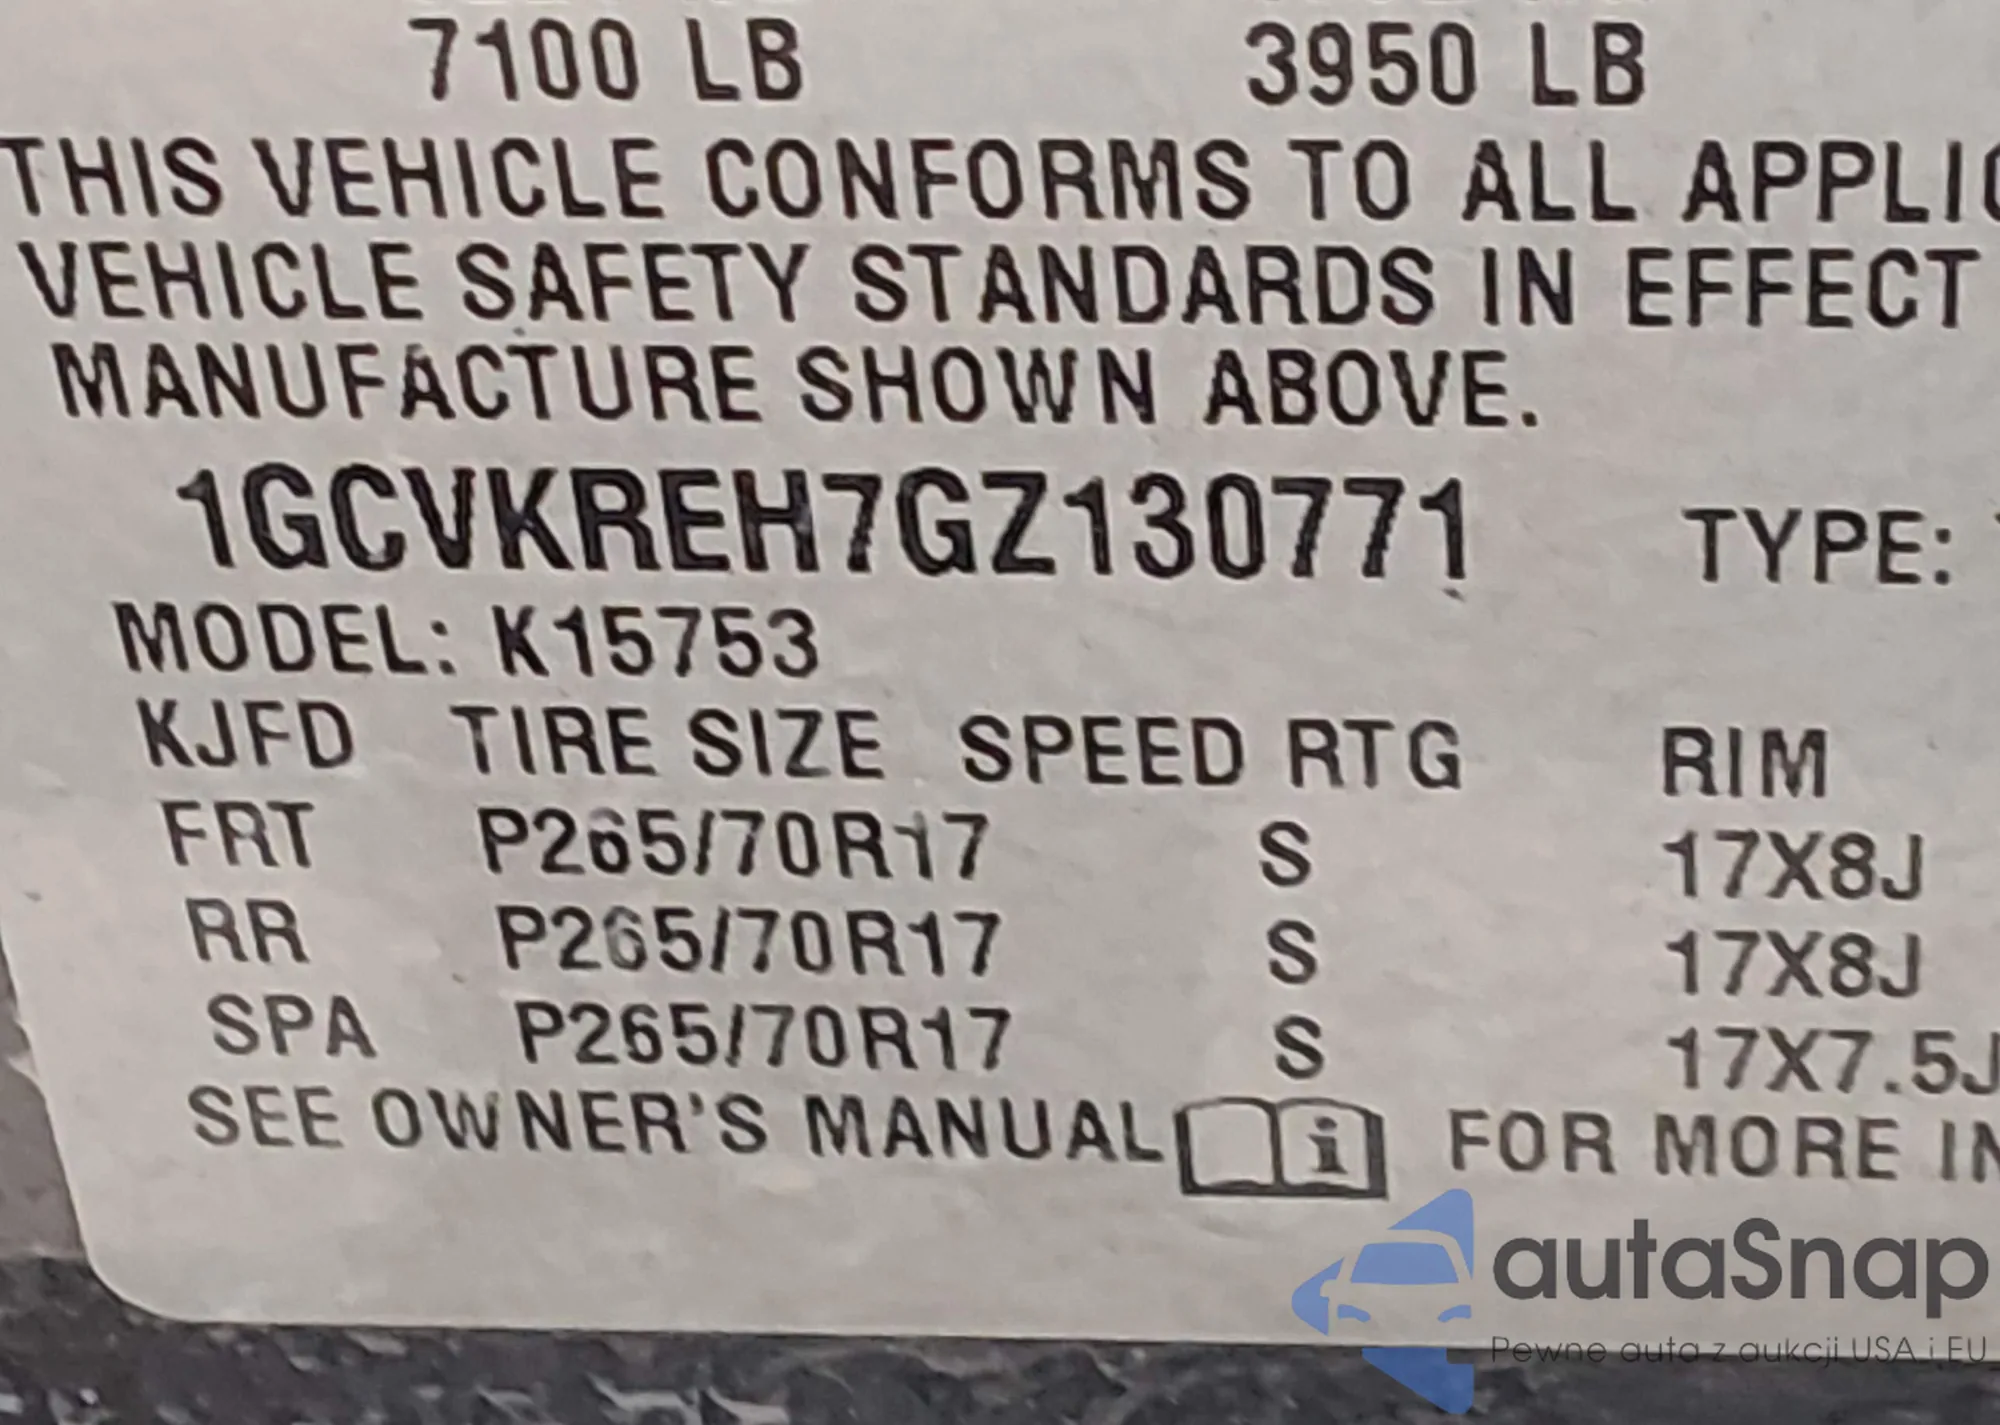 7100 LB 3950 LB
THIS VEHICLE CONFORMS TO ALL APPLIC
VEHICLE SAFETY STANDARDS IN EFFECT
MANUFACTURE SHOWN ABOVE.
1GCVKREH7GZ130771 TYPE:
MODEL: K15753
KJFD TIRE SIZE SPEED RTG RIM
FRT P265/70R17 S 17X8J
RR P265/70R17 S 17X8J
SPA P265/70R17 S 17X7.5J
SEE OWNER'S MANUAL i FOR MORE IN
autaSnap
Pewne auta z aukcji USA i EU